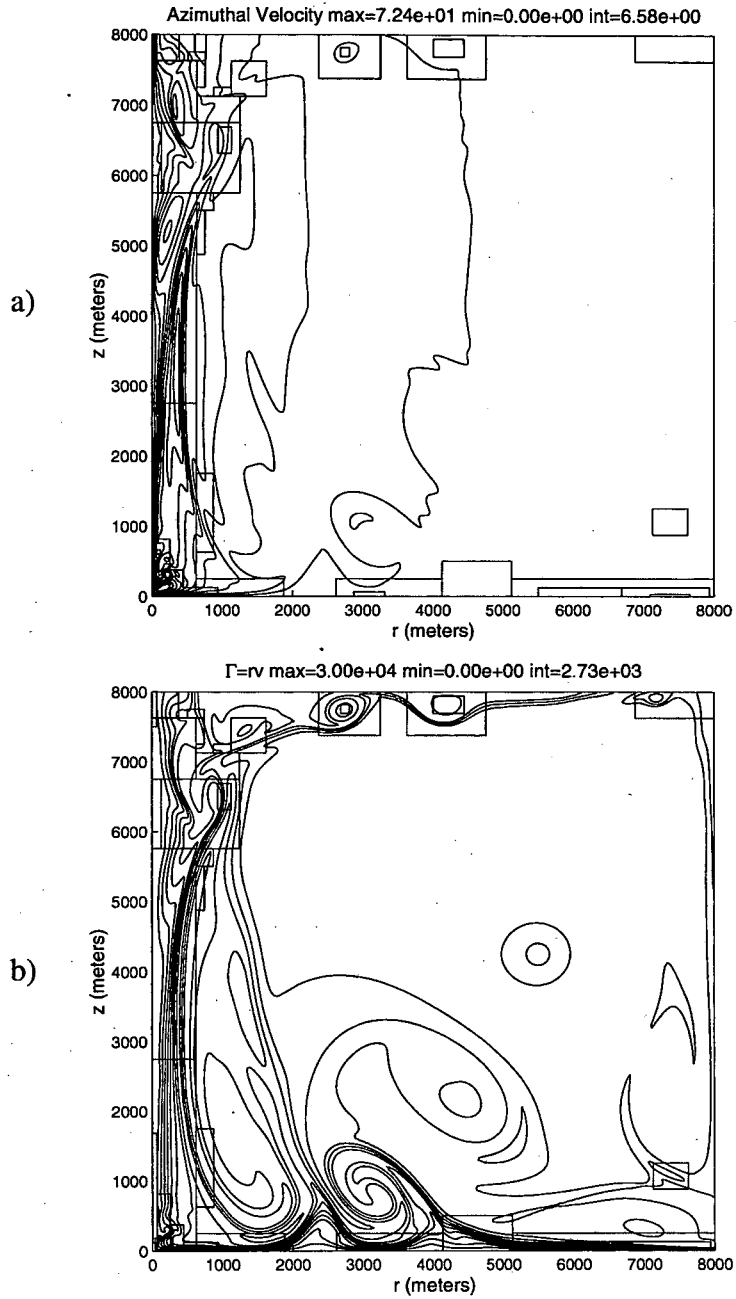 Azimuthal Velocity max=7.24e+01 min=0.00e+00 int=6.58e+00
8000
7000
6000
5000
a)
z (meters)
4000
3000
2000
1000
0
0 1000 2000 3000 4000 5000 6000 7000 8000
r (meters)
Γ=rv max=3.00e+04 min=0.00e+00 int=2.73e+03
8000
7000
6000
5000
b)
z (meters)
4000
3000
2000
1000
0
0 1000 2000 3000 4000 5000 6000 7000 8000
r (meters)